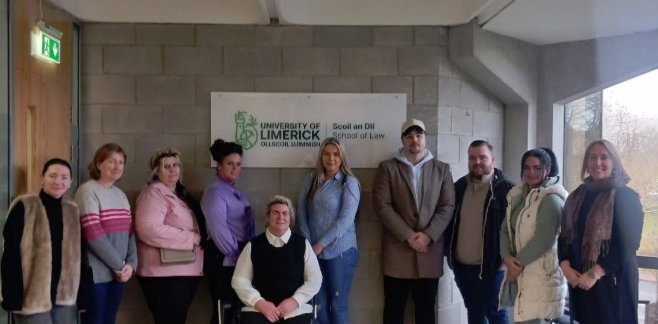 UNIVERSITY OF
LIMERICK
OLLSCOIL LUIMNIGH
Scoil an Dlí
School of Law